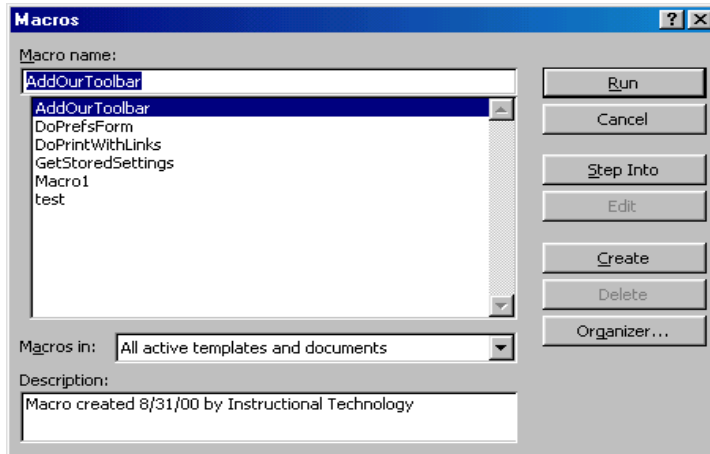 Macros
Macro name:
AddOurToolbar
Run
AddOurToolbar
DoPrefsForm
DoPrintWithLinks
GetStoredSettings
Macro1
test
Cancel
Step Into
Edit
Create
Delete
Organizer...
Macros in:
All active templates and documents
Description:
Macro created 8/31/00 by Instructional Technology